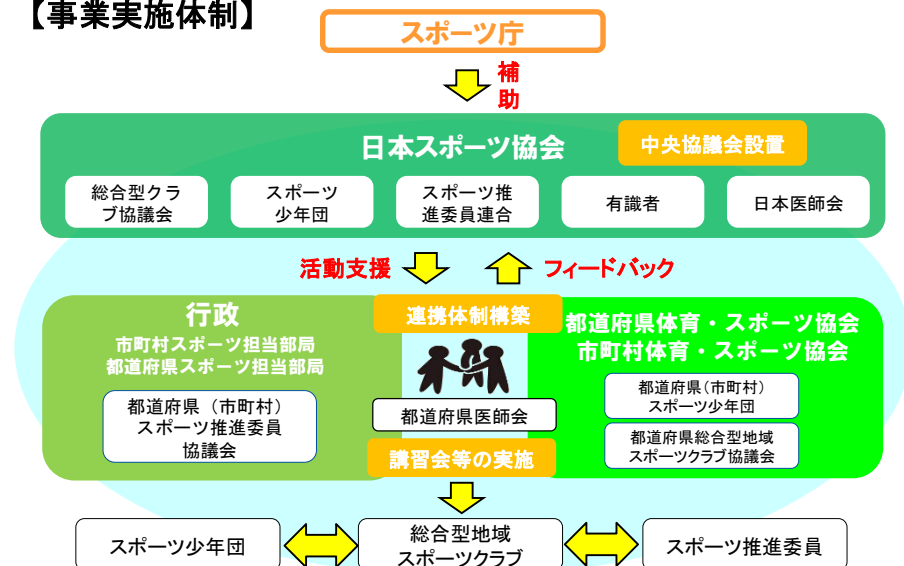 【事業実施体制】
スポーツ庁
補
助
日本スポーツ協会
中央協議会設置
総合型クラ
ブ協議会
スポーツ
少年団
スポーツ推
進委員連合
有識者
日本医師会
活動支援
フィードバック
行政
市町村スポーツ担当部局
都道府県スポーツ担当部局
都道府県（市町村）
スポーツ推進委員
協議会
連携体制構築
都道府県医師会
講習会等の実施
都道府県体育・スポーツ協会
市町村体育・スポーツ協会
都道府県（市町村）
スポーツ少年団
都道府県総合型地域
スポーツクラブ協議会
スポーツ少年団
総合型地域
スポーツクラブ
スポーツ推進委員